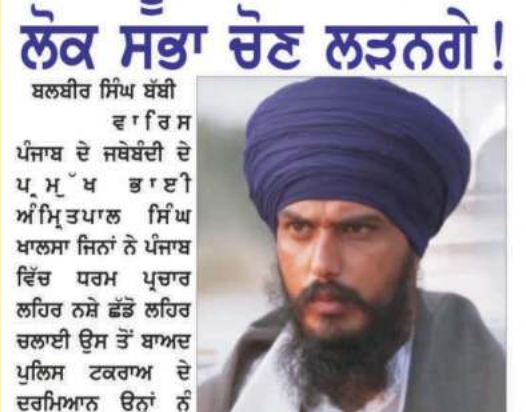 ਲੋਕ ਸਭਾ ਚੋਣ ਲੜਨਗੇ!
ਬਲਬੀਰ ਸਿੰਘ ਬੱਬੀ
ਵਾਰਿਸ
ਪੰਜਾਬ ਦੇ ਜਥੇਬੰਦੀ ਦੇ
ਪ੍ਰਮੁੱਖ ਭਾਈ
ਅੰਮ੍ਰਿਤਪਾਲ ਸਿੰਘ
ਖਾਲਸਾ ਜਿਨਾਂ ਨੇ ਪੰਜਾਬ
ਵਿੱਚ ਧਰਮ ਪ੍ਰਚਾਰ
ਲਹਿਰ ਨਸ਼ੇ ਛੱਡੋ ਲਹਿਰ
ਚਲਾਈ ਉਸ ਤੋਂ ਬਾਅਦ
ਪੁਲਿਸ ਟਕਰਾਅ ਦੇ
ਦਰਮਿਆਨ ਉਨਾਂ ਨੂੰ